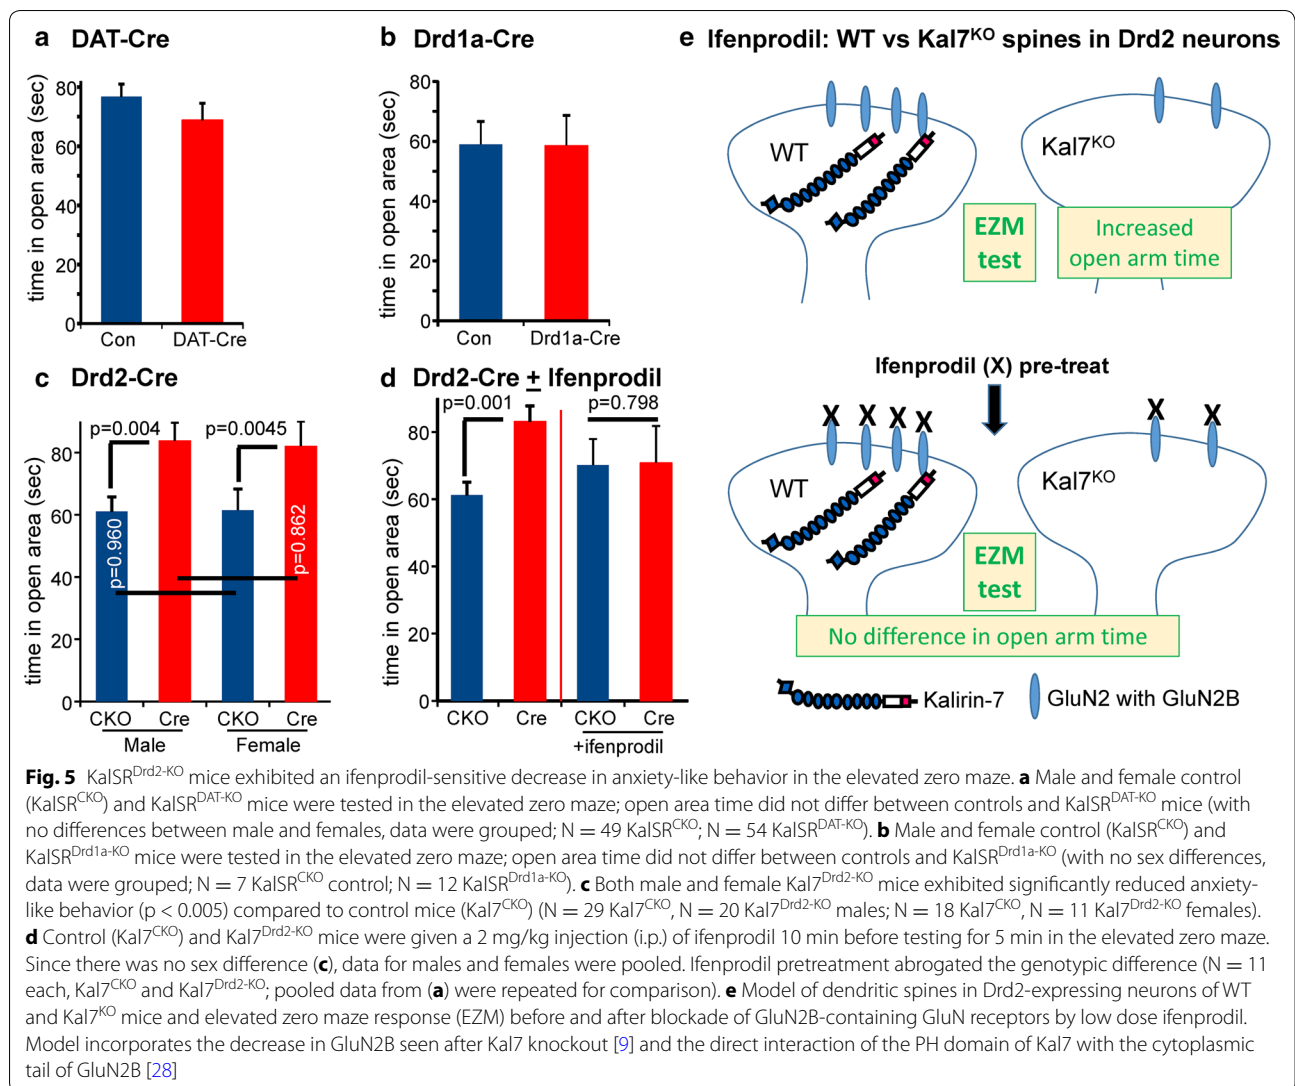 a DAT-Cre
time in open area (sec)
80
60
40
20
0
Con DAT-Cre
b Drd1a-Cre
time in open area (sec)
80
60
40
20
0
Con Drd1a-Cre
c Drd2-Cre
time in open area (sec)
80
60
40
20
0
p=0.004 p=0.0045
p=0.960
p=0.862
CKO Cre CKO Cre
Male Female
d Drd2-Cre ± Ifenprodil
time in open area (sec)
80
60
40
20
0
p=0.001 p=0.798
CKO Cre CKO Cre
+ifenprodil
e Ifenprodil: WT vs Kal7KO spines in Drd2 neurons
WT
Kal7KO
EZM
test
Increased
open arm time
Ifenprodil (X) pre-treat
X X X X X X
WT
Kal7KO
EZM
test
No difference in open arm time
Kalirin-7 GluN2 with GluN2B
Fig. 5 KalSRDrd2-KO mice exhibited an ifenprodil-sensitive decrease in anxiety-like behavior in the elevated zero maze. a Male and female control
(KalSRCKO) and KalSRDAT-KO mice were tested in the elevated zero maze; open area time did not differ between controls and KalSRDAT-KO mice (with
no differences between male and females, data were grouped; N = 49 KalSRCKO; N = 54 KalSRDAT-KO). b Male and female control (KalSRCKO) and
KalSRDrd1a-KO mice were tested in the elevated zero maze; open area time did not differ between controls and KalSRDrd1a-KO (with no sex differences,
data were grouped; N = 7 KalSRCKO control; N = 12 KalSRDrd1a-KO). c Both male and female Kal7Drd2-KO mice exhibited significantly reduced anxiety-
like behavior (p < 0.005) compared to control mice (Kal7CKO) (N = 29 Kal7CKO, N = 20 Kal7Drd2-KO males; N = 18 Kal7CKO, N = 11 Kal7Drd2-KO females).
d Control (Kal7CKO) and Kal7Drd2-KO mice were given a 2 mg/kg injection (i.p.) of ifenprodil 10 min before testing for 5 min in the elevated zero maze.
Since there was no sex difference (c), data for males and females were pooled. Ifenprodil pretreatment abrogated the genotypic difference (N = 11
each, Kal7CKO and Kal7Drd2-KO; pooled data from (a) were repeated for comparison). e Model of dendritic spines in Drd2-expressing neurons of WT
and Kal7KO mice and elevated zero maze response (EZM) before and after blockade of GluN2B-containing GluN receptors by low dose ifenprodil.
Model incorporates the decrease in GluN2B seen after Kal7 knockout [9] and the direct interaction of the PH domain of Kal7 with the cytoplasmic
tail of GluN2B [28]